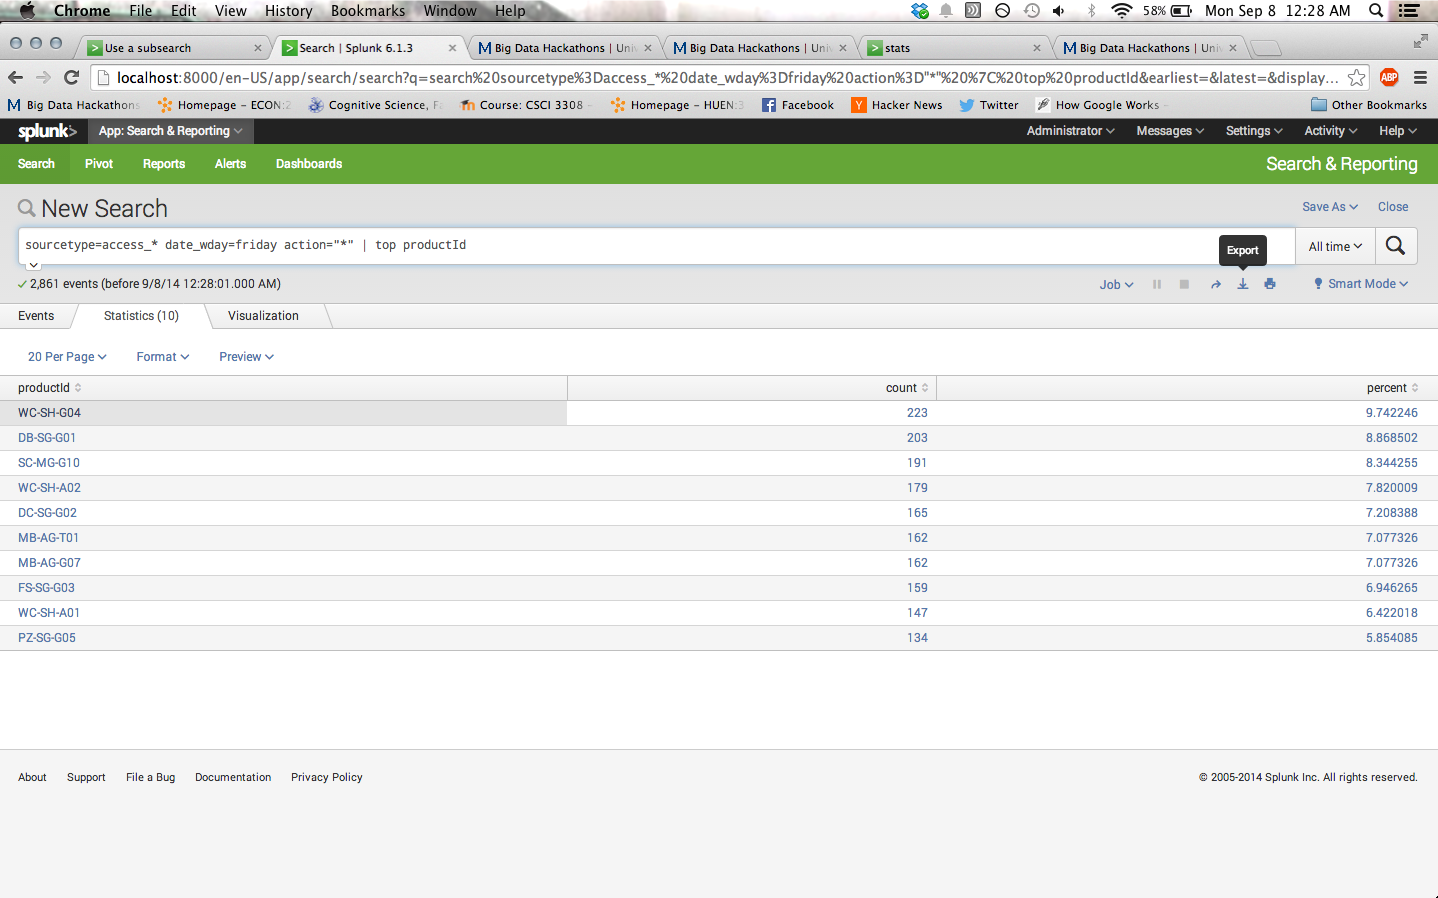 Chrome File Edit View History Bookmarks Window Help 58% Mon Sep 8 12:28 AM
Use a subsearch Search | Splunk 6.1.3 Big Data Hackathons | Uni Big Data Hackathons | Uni stats Big Data Hackathons | Uni
localhost:8000/en-US/app/search/search?q=search%20sourcetype%3Daccess_*%20date_wday%3Dfriday%20action%3D"*"%20%7C%20top%20productId&earliest=&latest=&display... ABP
Big Data Hackathons Homepage – ECON:2 Cognitive Science, Fa Course: CSCI 3308 – Homepage – HUEN:3 Facebook Hacker News Twitter How Google Works – Other Bookmarks
splunk> App: Search & Reporting Administrator Messages Settings Activity Help
Search Pivot Reports Alerts Dashboards Search & Reporting
New Search Save As Close
sourcetype=access_* date_wday=friday action="*" | top productId All time
Export
2,861 events (before 9/8/14 12:28:01.000 AM) Job Smart Mode
Events Statistics (10) Visualization
20 Per Page Format Preview
productId count percent
WC-SH-G04 223 9.742246
DB-SG-G01 203 8.868502
SC-MG-G10 191 8.344255
WC-SH-A02 179 7.820009
DC-SG-G02 165 7.208388
MB-AG-T01 162 7.077326
MB-AG-G07 162 7.077326
FS-SG-G03 159 6.946265
WC-SH-A01 147 6.422018
PZ-SG-G05 134 5.854085
About Support File a Bug Documentation Privacy Policy © 2005-2014 Splunk Inc. All rights reserved.